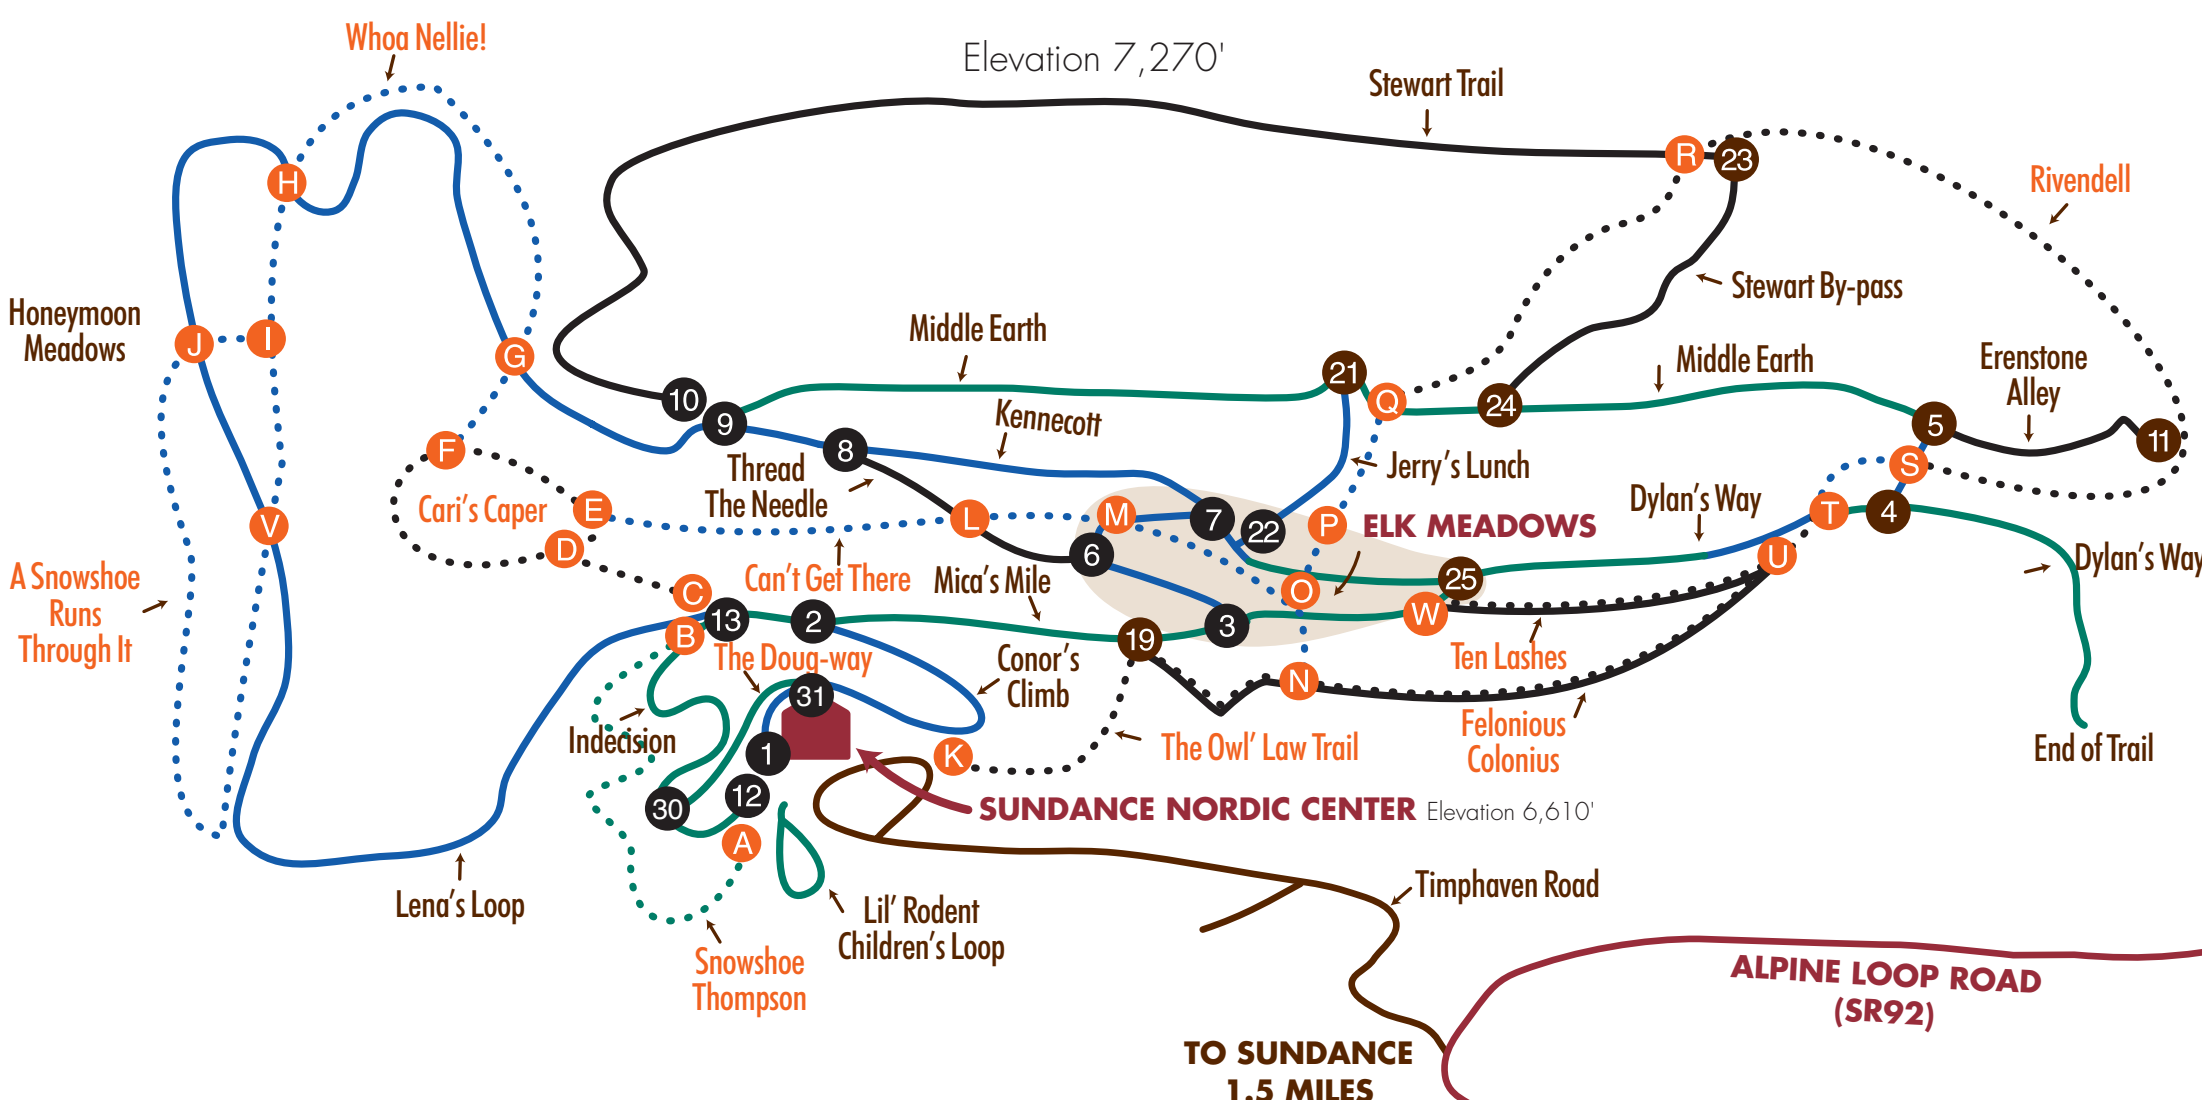 Whoa Nellie!
Elevation 7,270'
Stewart Trail
R
23
H
Rivendell
Stewart By-pass
Honeymoon
Meadows
J
I
G
Middle Earth
21
Middle Earth
Erenstone
Alley
10
9
Kennecott
Q
24
5
11
F
8
Thread
The Needle
Jerry's Lunch
S
Cari's Caper
E
L
M
7
22
P
ELK MEADOWS
Dylan's Way
T
4
V
D
6
U
Dylan's Way
A Snowshoe
Runs
Through It
Can't Get There
Mica's Mile
O
25
C
13
2
W
B
19
3
The Doug-way
Conor's
Climb
Ten Lashes
31
N
Indecision
1
K
The Owl' Law Trail
Felonious
Colonius
End of Trail
30
12
SUNDANCE NORDIC CENTER Elevation 6,610'
A
Lena's Loop
Lil' Rodent
Children's Loop
Timphaven Road
Snowshoe
Thompson
ALPINE LOOP ROAD
(SR92)
TO SUNDANCE
1.5 MILES